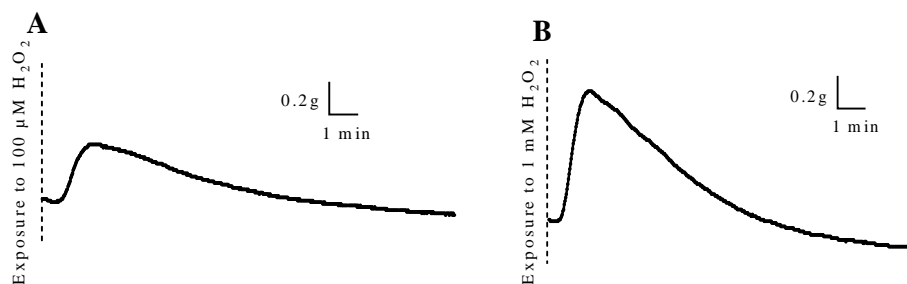 A
Exposure to 100 µM H₂O₂
0.2g
1 min
B
Exposure to 1 mM H₂O₂
0.2g
1 min